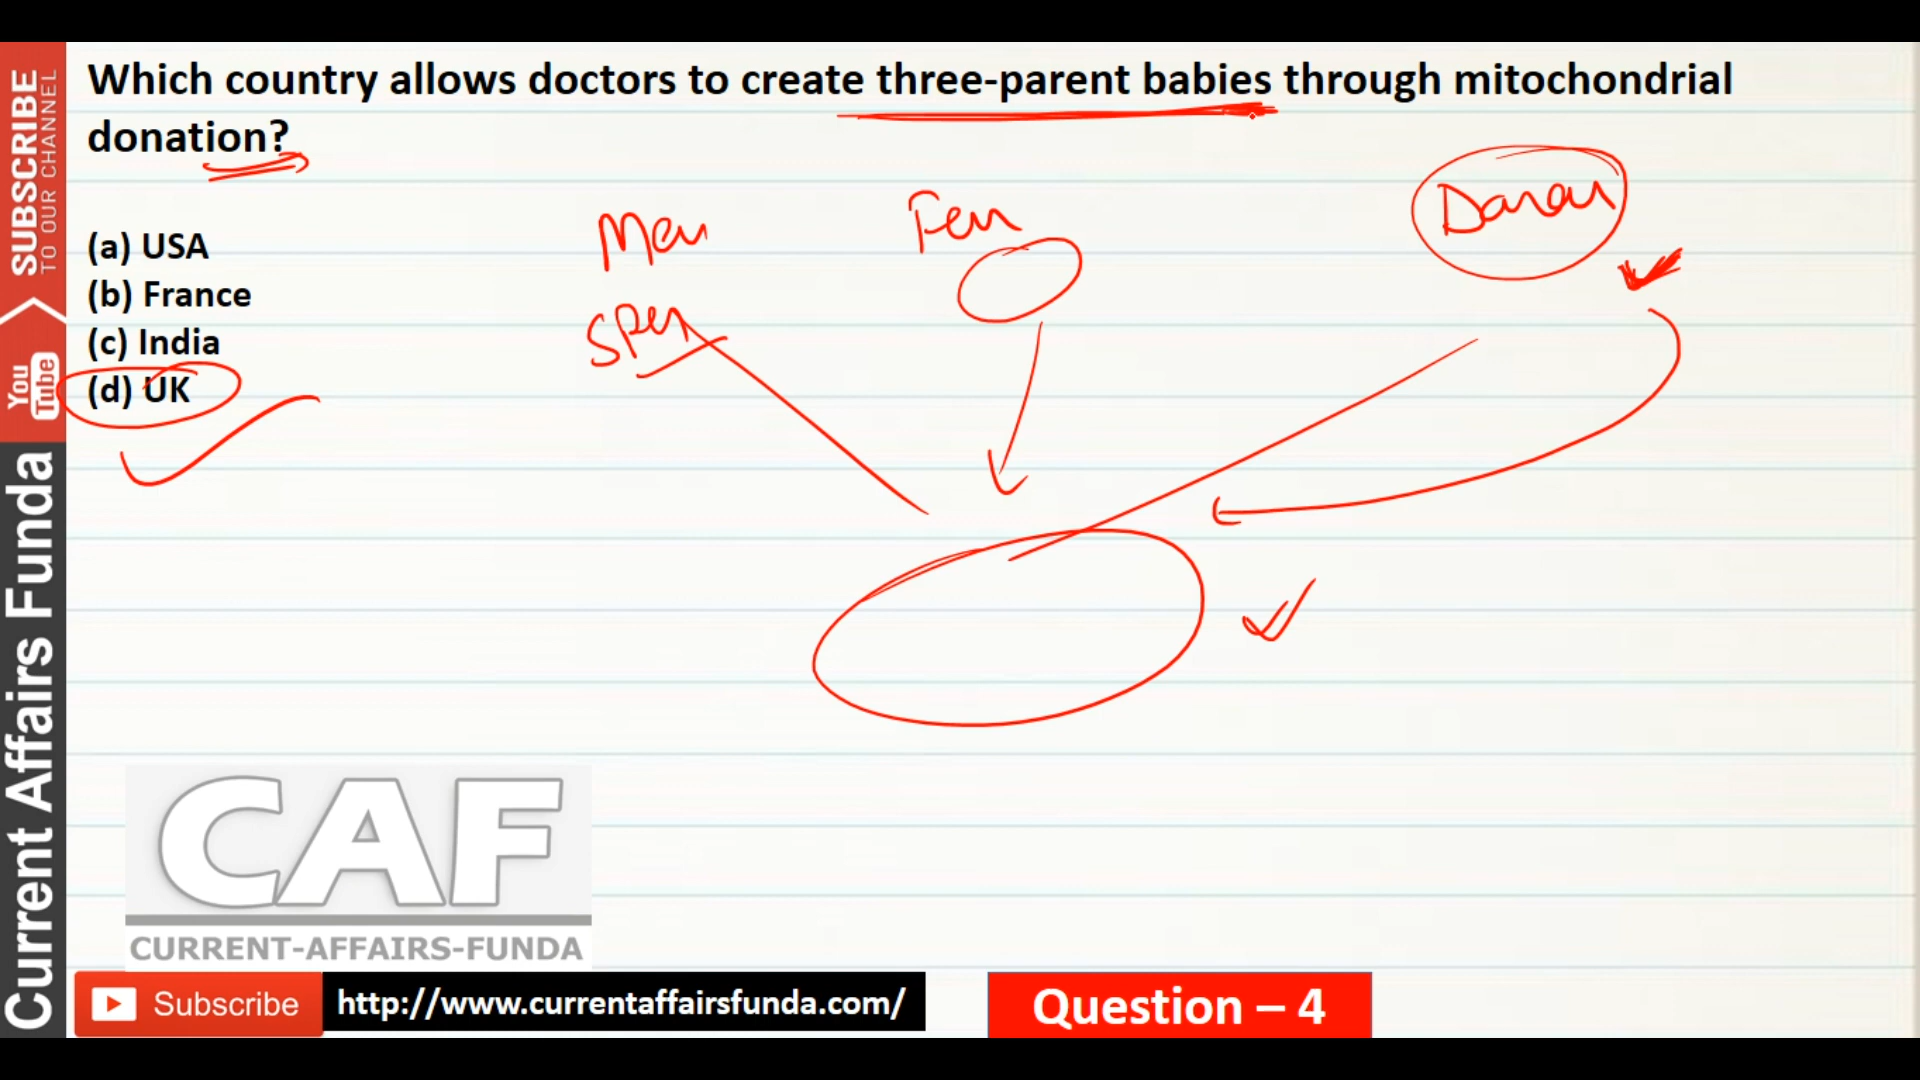 Which country allows doctors to create three-parent babies through mitochondrial
donation?
(a) USA
(b) France
(c) India
(d) UK
Men
Fem
Donor
Sper
SUBSCRIBE
TO OUR CHANNEL
You
Tube
Current Affairs Funda
CAF
CURRENT-AFFAIRS-FUNDA
Subscribe
http://www.currentaffairsfunda.com/
Question – 4